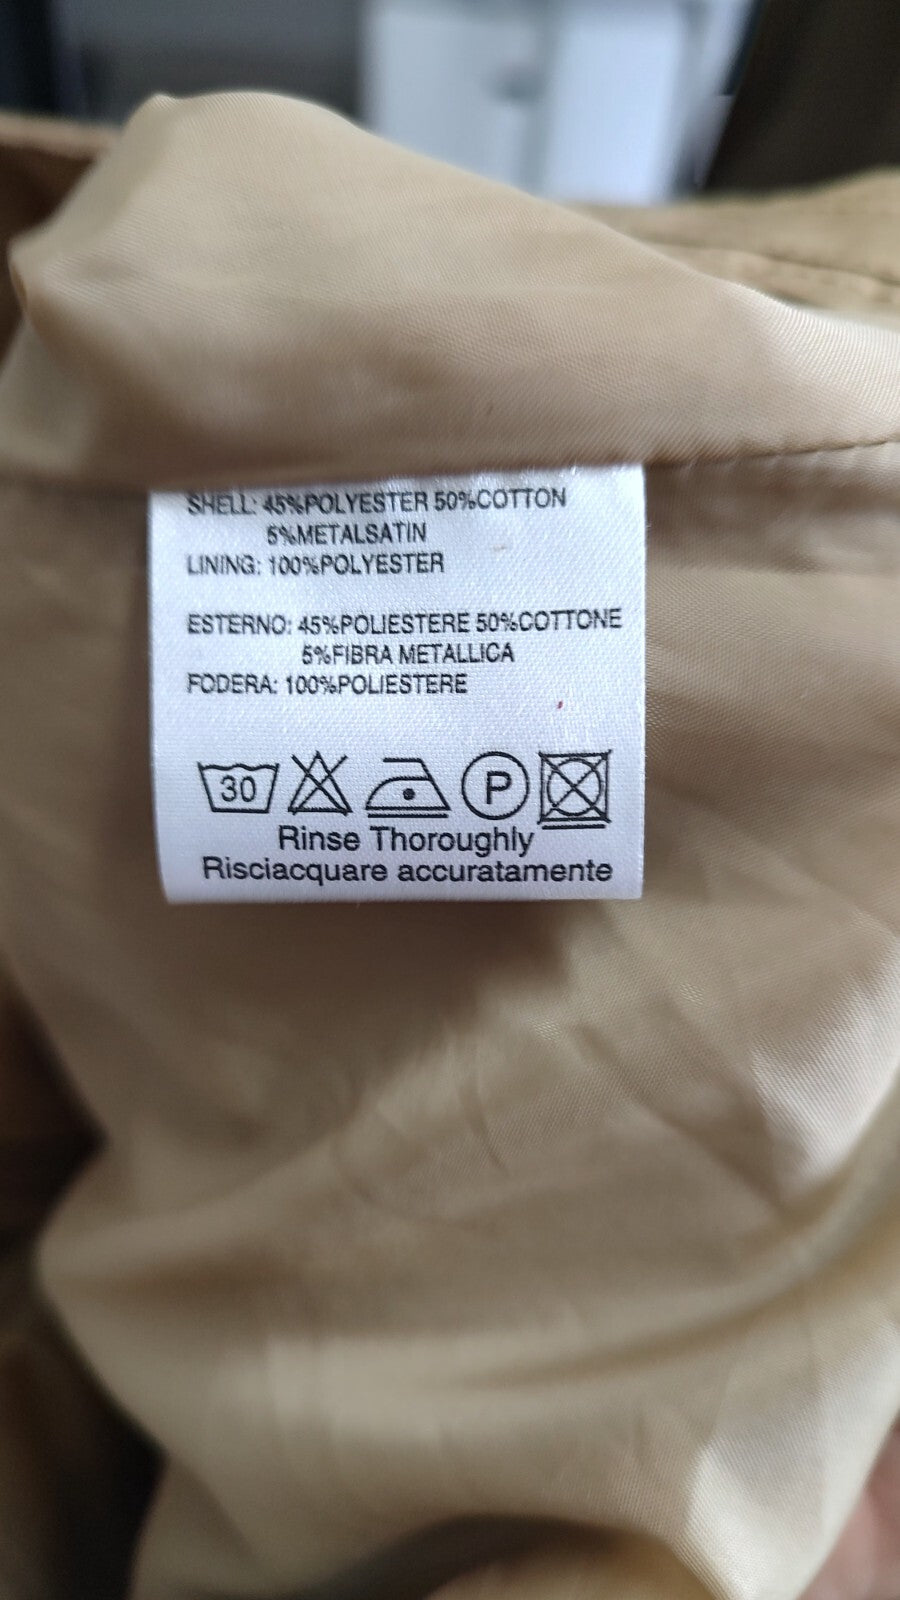 SHELL: 45%POLYESTER 50%COTTON
5%METALSATIN
LINING: 100%POLYESTER
ESTERNO: 45%POLIESTERE 50%COTTONE
5%FIBRA METALLICA
FODERA: 100%POLIESTERE
30 P
Rinse Thoroughly
Risciacquare accuratamente